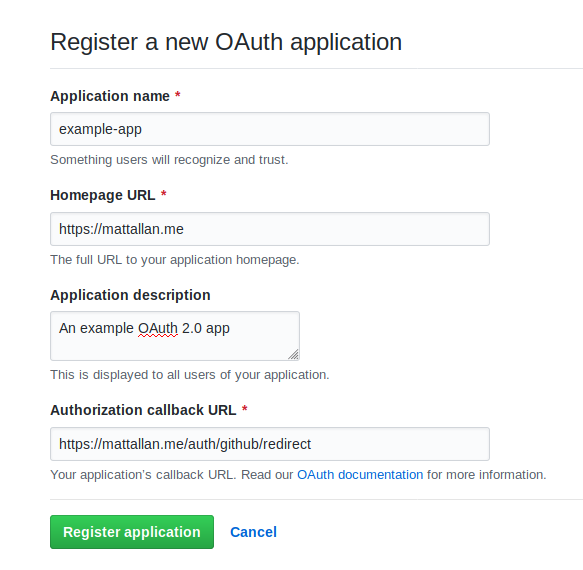 Register a new OAuth application
Application name *
example-app
Something users will recognize and trust.
Homepage URL *
https://mattallan.me
The full URL to your application homepage.
Application description
An example OAuth 2.0 app
This is displayed to all users of your application.
Authorization callback URL *
https://mattallan.me/auth/github/redirect
Your application's callback URL. Read our OAuth documentation for more information.
Register application Cancel